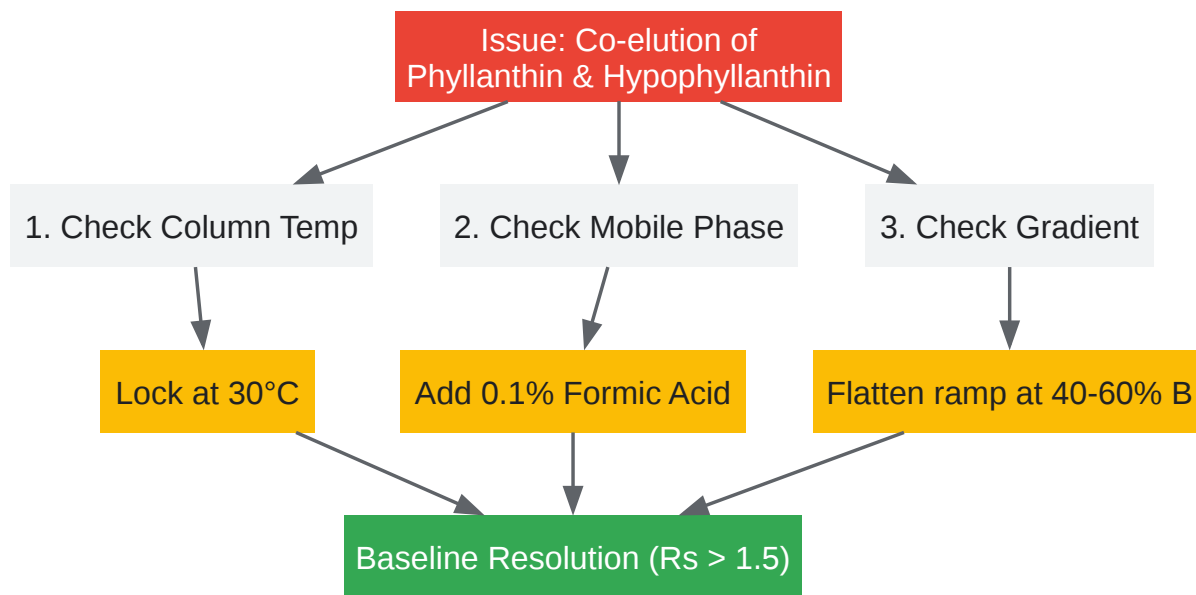 Issue: Co-elution of
Phyllanthin & Hypophyllanthin
1. Check Column Temp
2. Check Mobile Phase
3. Check Gradient
Lock at 30°C
Add 0.1% Formic Acid
Flatten ramp at 40-60% B
Baseline Resolution (Rs > 1.5)